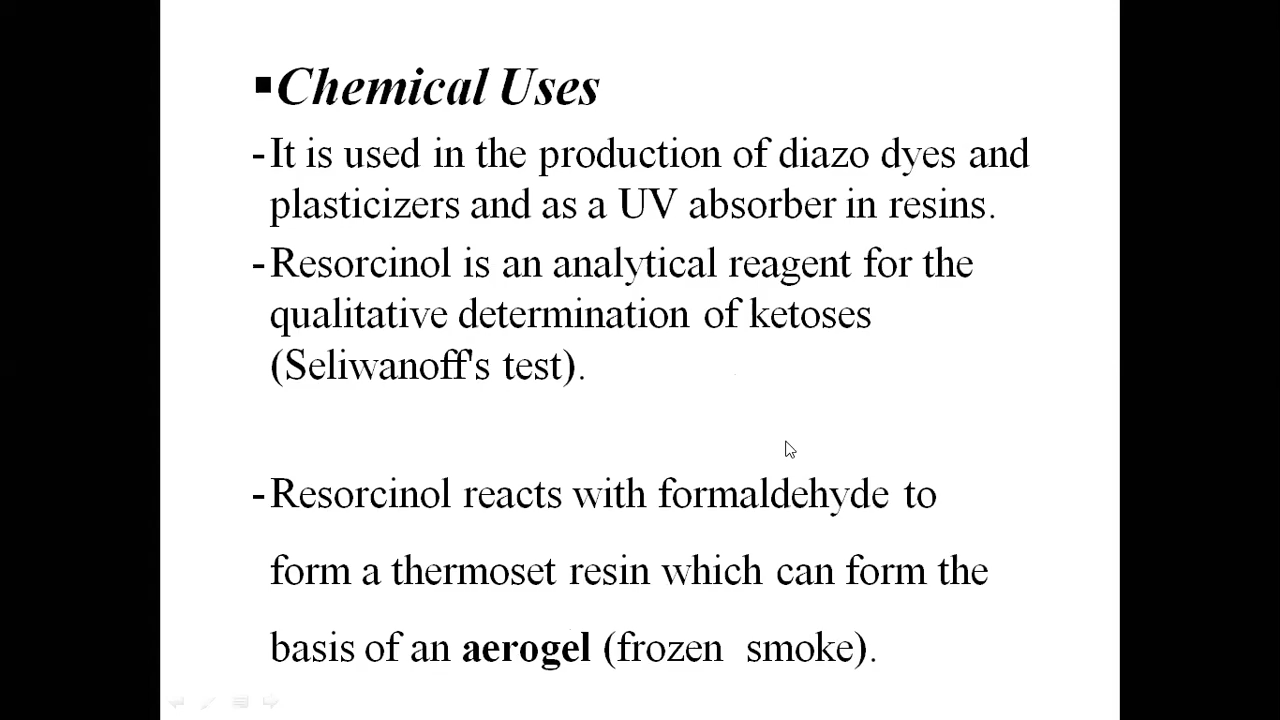 ▪Chemical Uses
-It is used in the production of diazo dyes and
plasticizers and as a UV absorber in resins.
-Resorcinol is an analytical reagent for the
qualitative determination of ketoses
(Seliwanoff's test).
-Resorcinol reacts with formaldehyde to
form a thermoset resin which can form the
basis of an aerogel (frozen smoke).